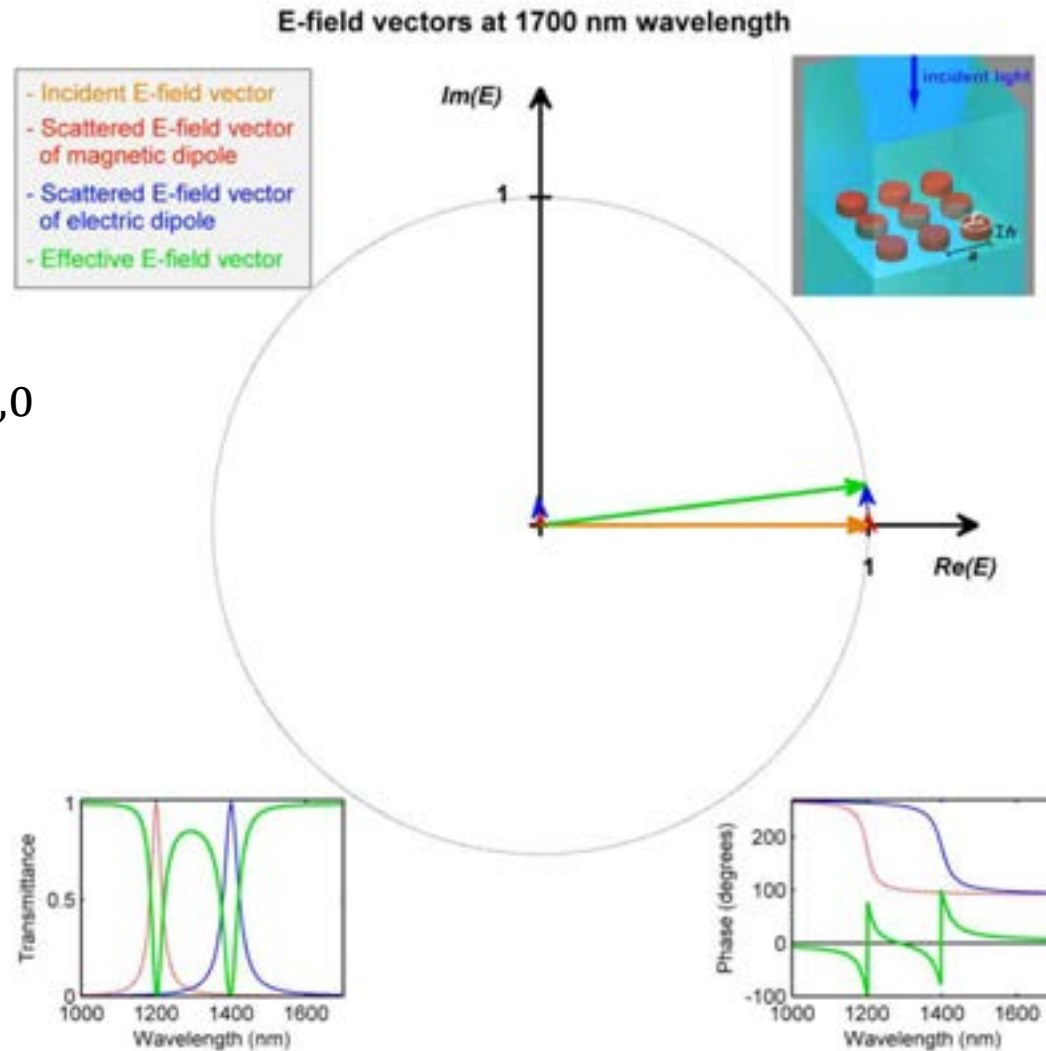 E-field vectors at 1700 nm wavelength
- Incident E-field vector
- Scattered E-field vector
of magnetic dipole
- Scattered E-field vector
of electric dipole
- Effective E-field vector
Im(E)
incident light
1
h
a
,0
1
Re(E)
1
0.5
0
Transmittance
1000 1200 1400 1600
Wavelength (nm)
200
100
0
-100
Phase (degrees)
1000 1200 1400 1600
Wavelength (nm)